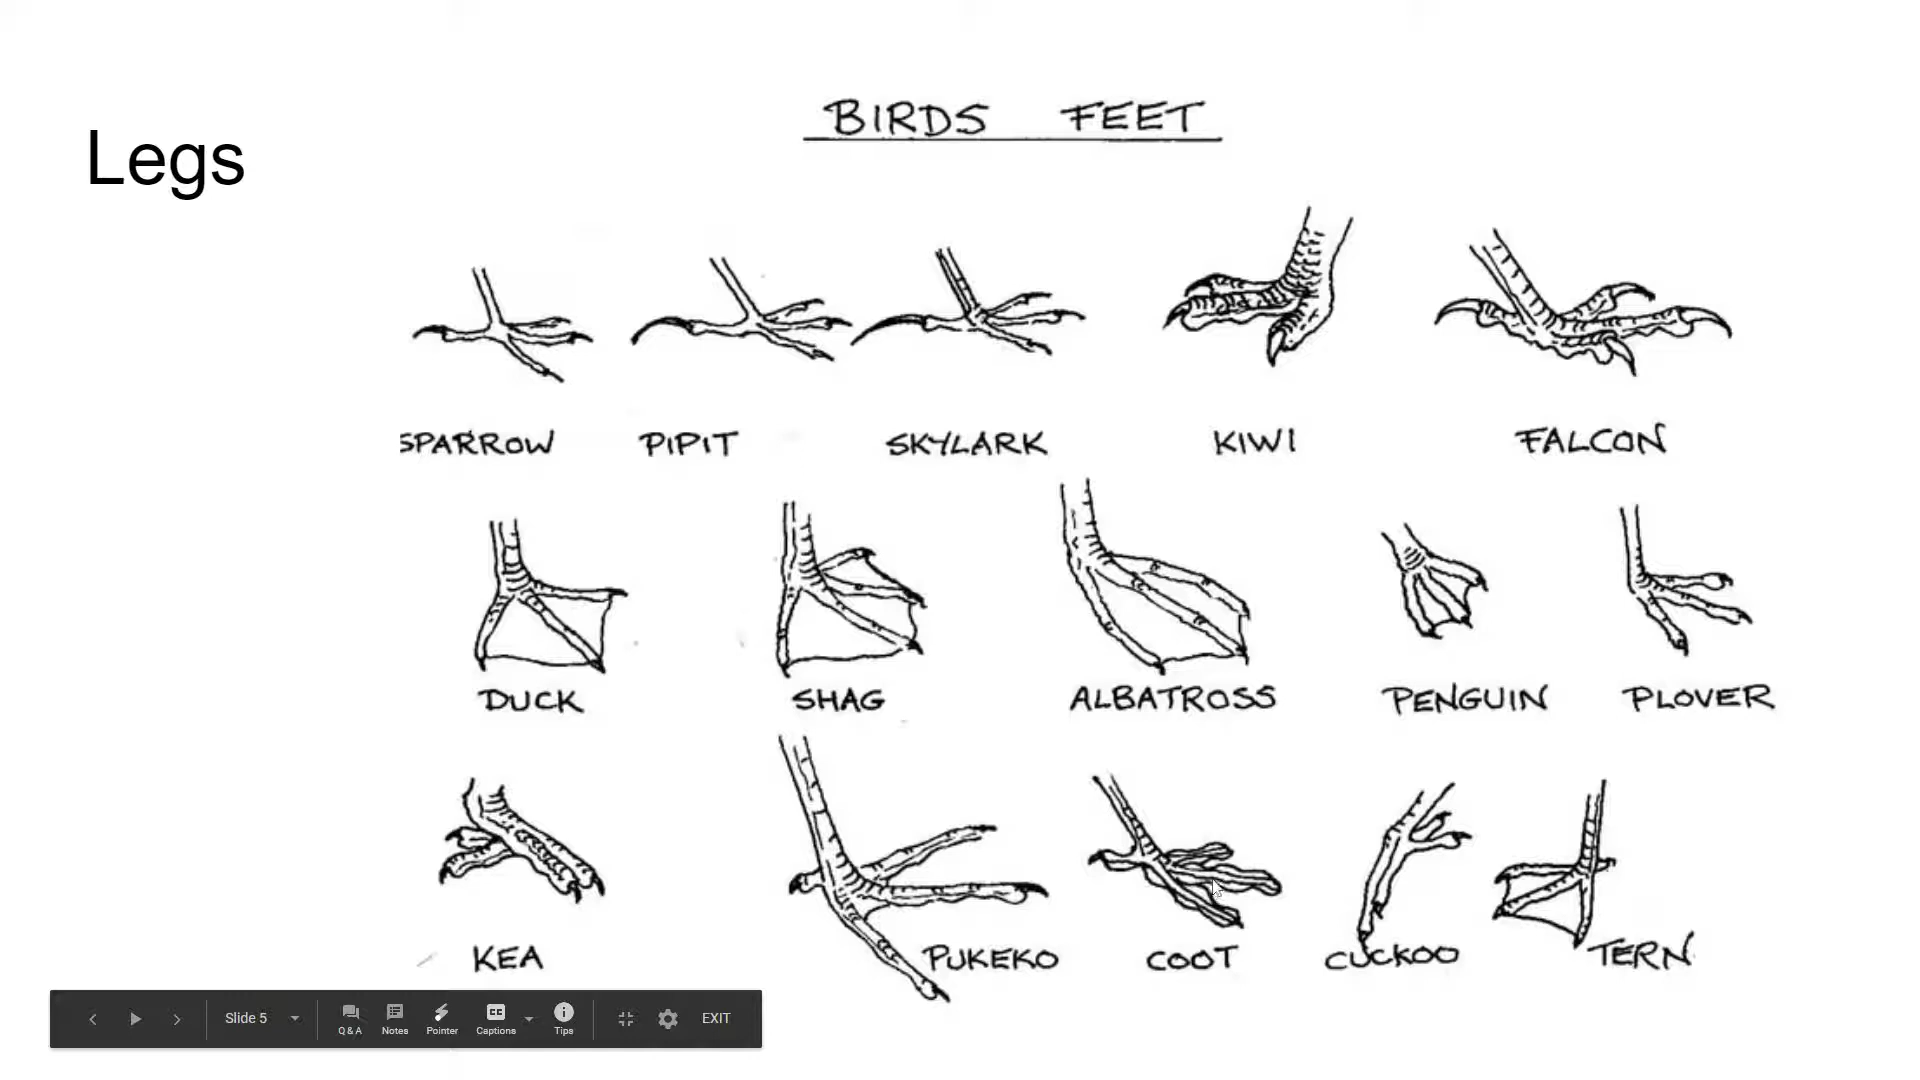 BIRDS FEET
Legs
SPARROW PIPIT SKYLARK KIWI FALCON
DUCK SHAG ALBATROSS PENGUIN PLOVER
KEA PUKEKO COOT CUCKOO TERN
Slide 5 Q & A Notes Pointer Captions Tips EXIT